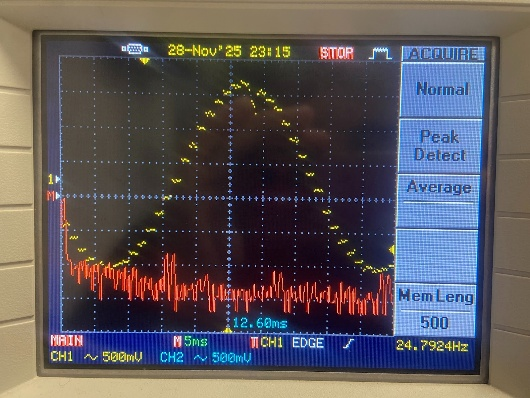 28-Nov'25 23:15 STOP ACQUIRE
Normal
Peak
Detect
1
Average
M
Mem Leng
12.60ms
500
MAIN M 5ms CH1 EDGE 24.7924Hz
CH1 ~ 500mV CH2 ~ 500mV